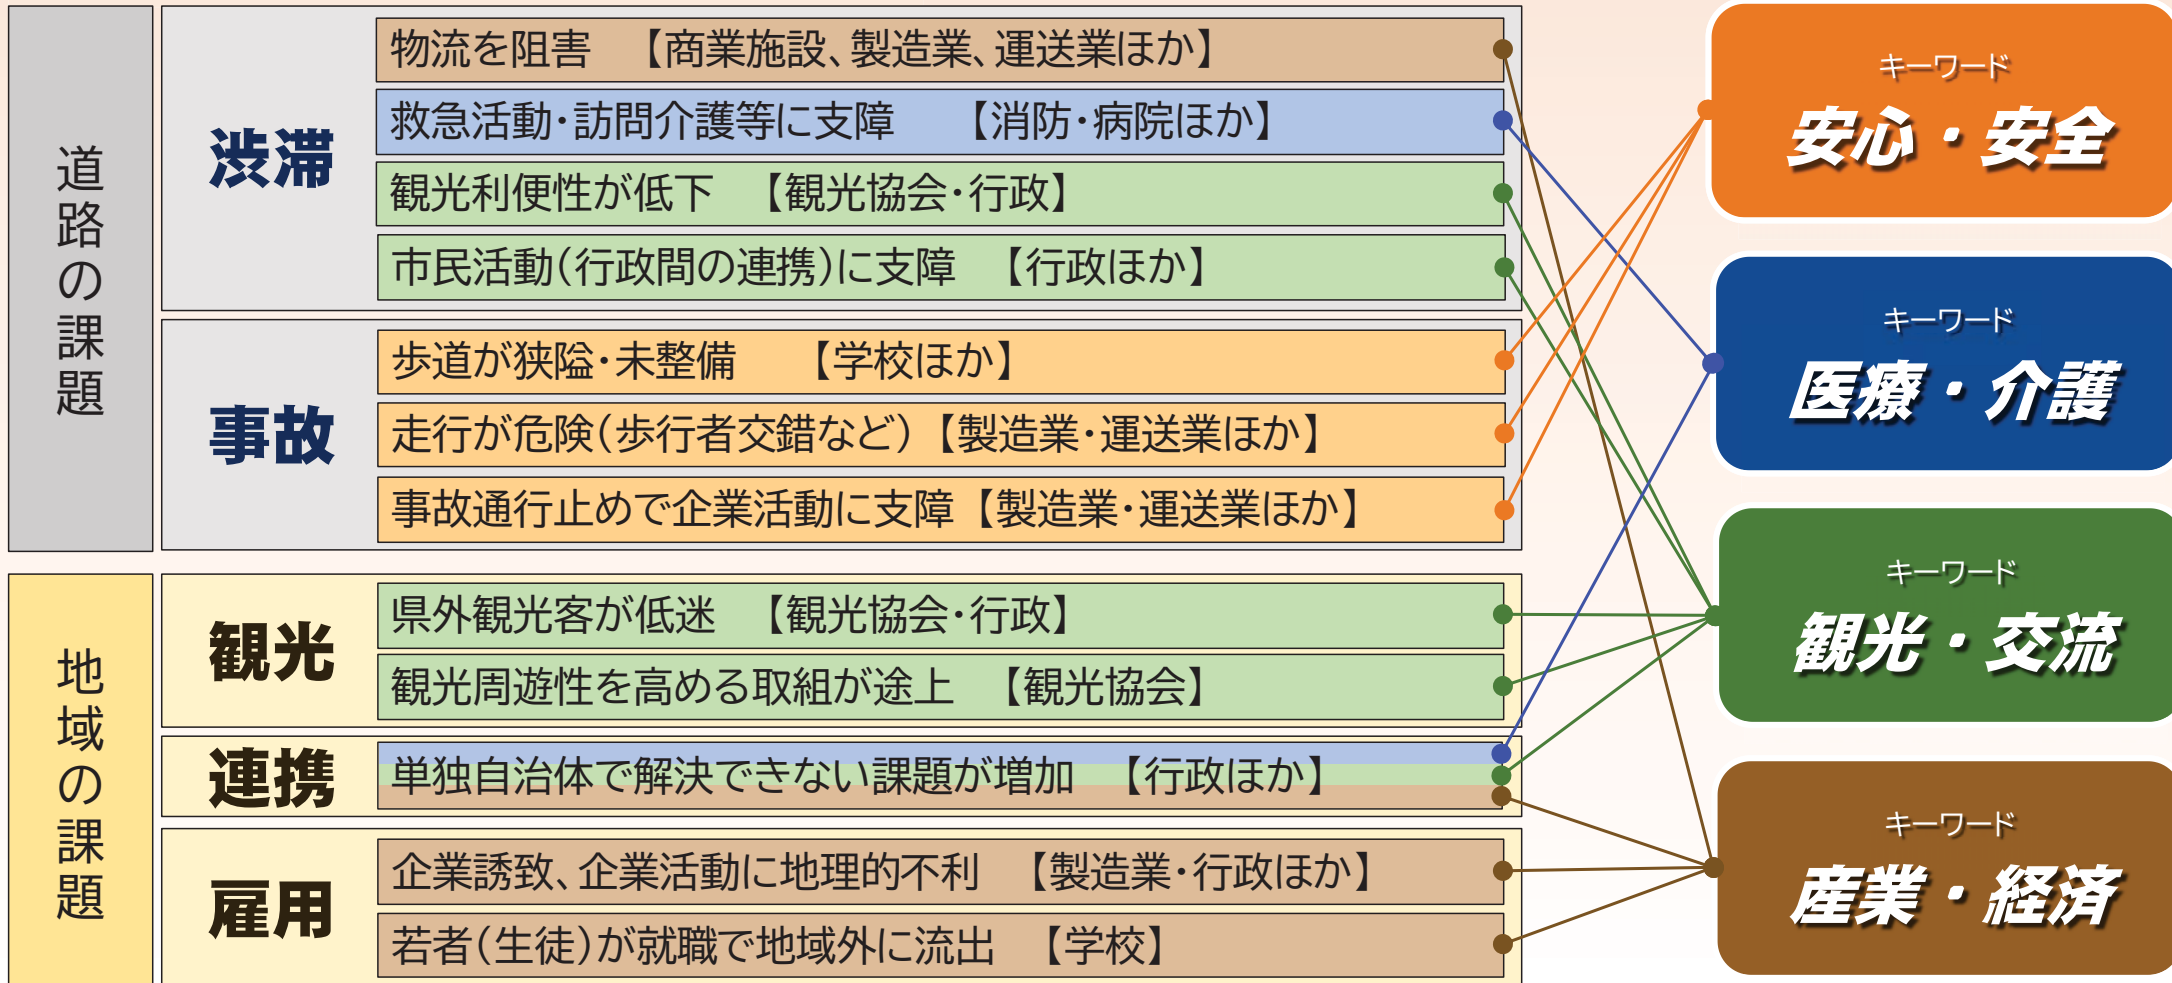 道路の課題
渋滞
物流を阻害 【商業施設、製造業、運送業ほか】
救急活動・訪問介護等に支障 【消防・病院ほか】
観光利便性が低下 【観光協会・行政】
市民活動(行政間の連携)に支障 【行政ほか】
事故
歩道が狭隘・未整備 【学校ほか】
走行が危険(歩行者交錯など)【製造業・運送業ほか】
事故通行止めで企業活動に支障【製造業・運送業ほか】
地域の課題
観光
県外観光客が低迷 【観光協会・行政】
観光周遊性を高める取組が途上 【観光協会】
連携
単独自治体で解決できない課題が増加 【行政ほか】
雇用
企業誘致、企業活動に地理的不利 【製造業・行政ほか】
若者(生徒)が就職で地域外に流出 【学校】
キーワード
安心・安全
キーワード
医療・介護
キーワード
観光・交流
キーワード
産業・経済